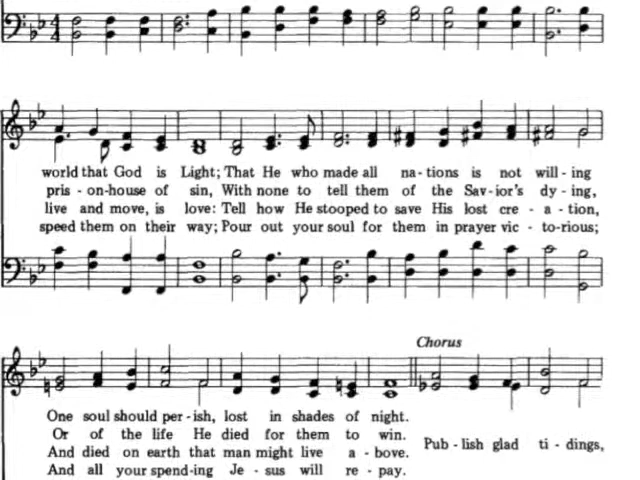 world that God is Light; That He who made all na - tions is not will - ing
pris - on-house of sin, With none to tell them of the Sav-ior's dy - ing,
live and move, is love: Tell how He stooped to save His lost cre - a - tion,
speed them on their way; Pour out your soul for them in prayer vic - to-rious;
Chorus
One soul should per - ish, lost in shades of night.
Or of the life He died for them to win.
And died on earth that man might live a - bove.
And all your spend-ing Je - sus will re - pay.
Pub - lish glad ti - dings,